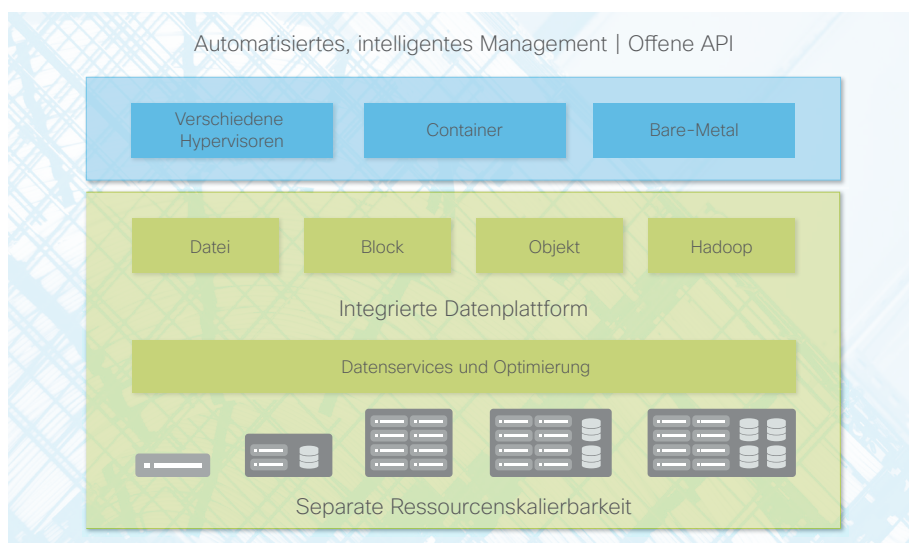 Automatisiertes, intelligentes Management | Offene API
Verschiedene
Hypervisoren
Container
Bare-Metal
Datei
Block
Objekt
Hadoop
Integrierte Datenplattform
Datenservices und Optimierung
Separate Ressourcenskalierbarkeit